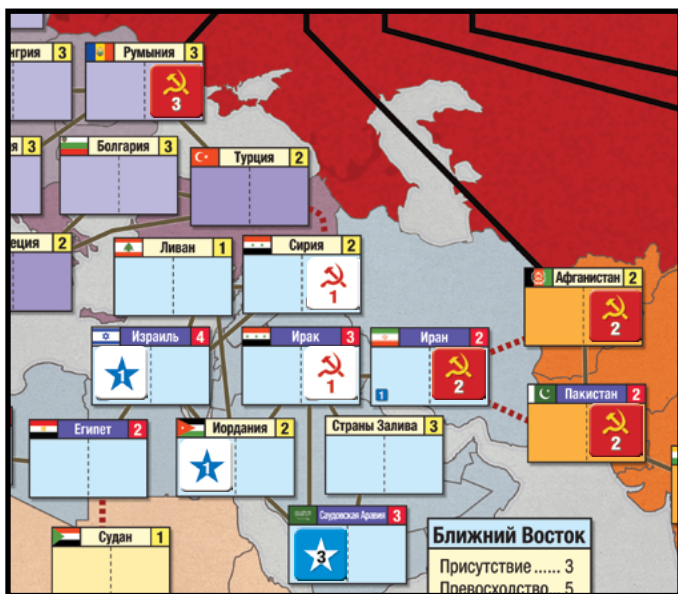 нгрия 3
Румыния 3
3
я 3
Болгария 3
Турция 2
еция 2
Ливан 1
Сирия 2
1
Афганистан 2
2
Израиль 4
1
Ирак 3
1
Иран 2
1
2
Пакистан 2
2
Египет 2
Иордания 2
1
Страны Залива 3
Саудовская Аравия 3
3
Судан 1
Ближний Восток
Присутствие ...... 3
Превосходство.. 5